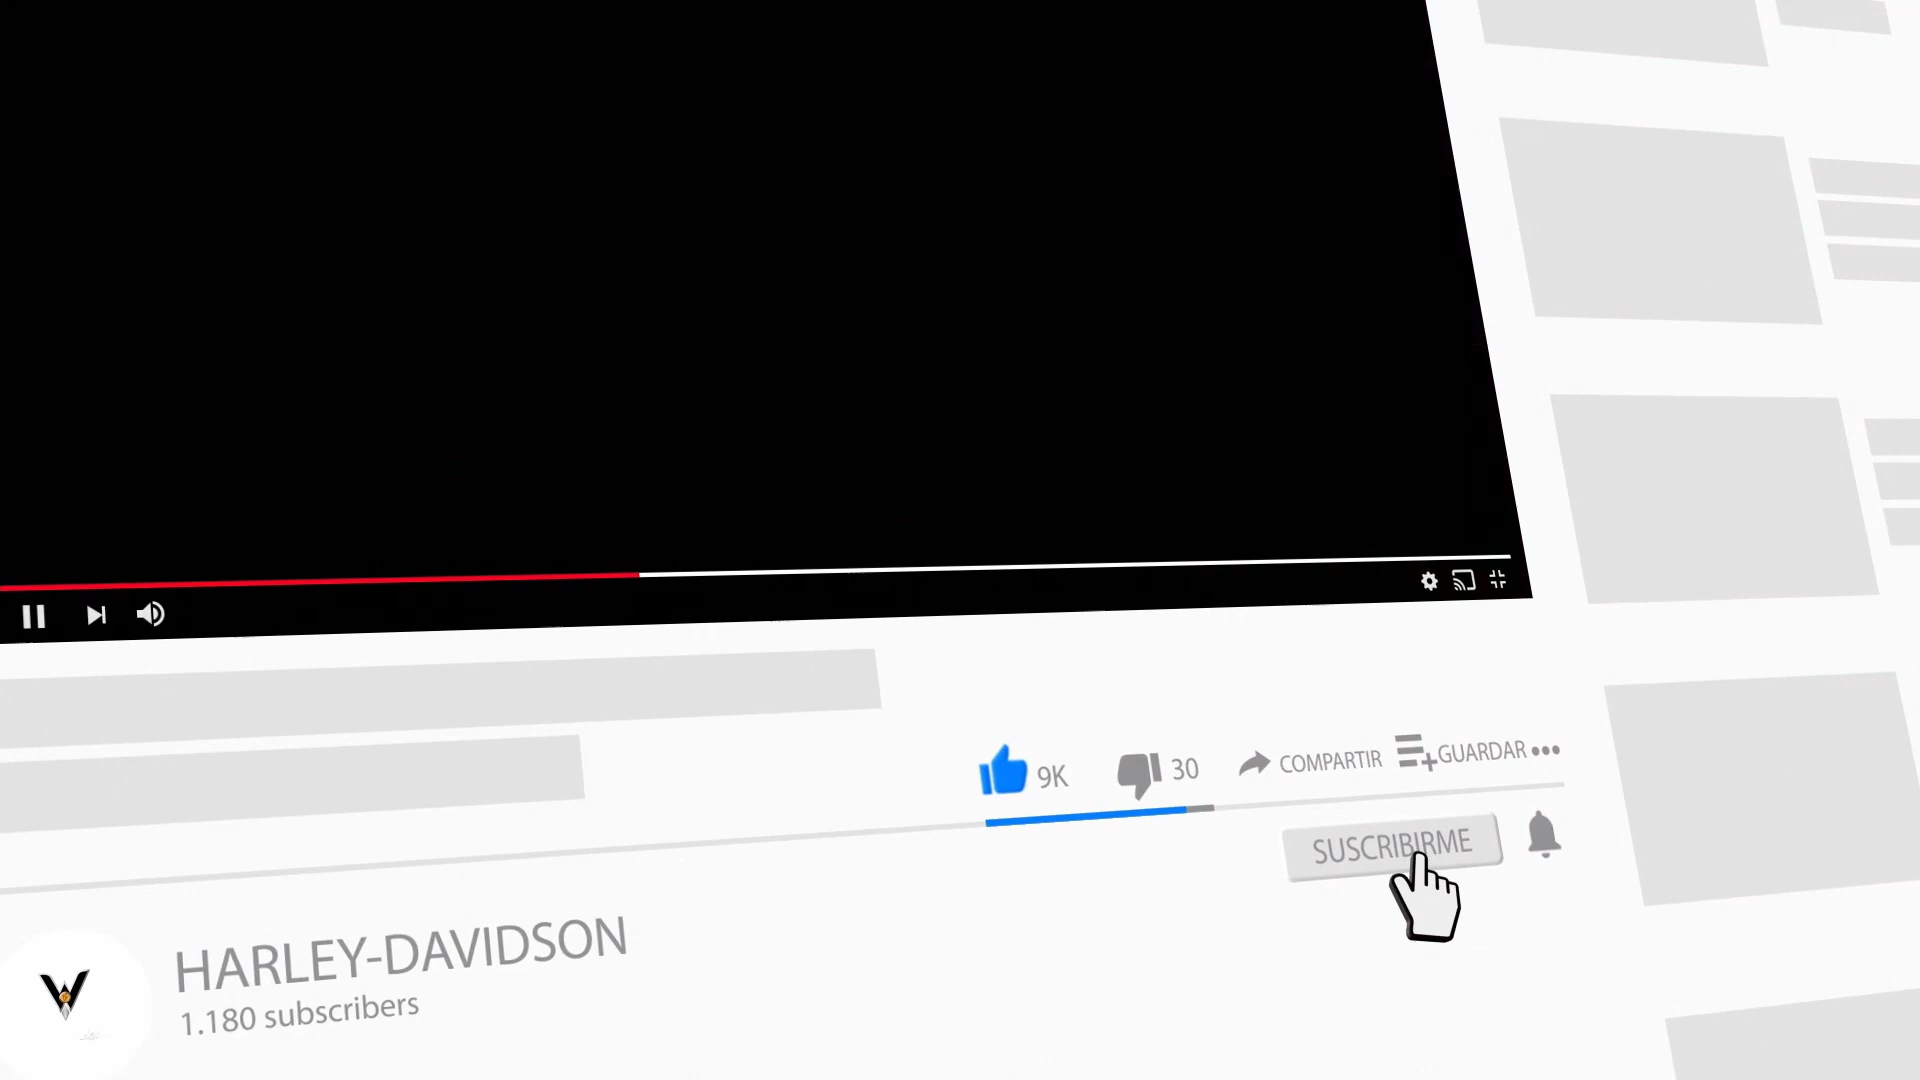 9K
30
COMPARTIR
GUARDAR
SUSCRIBIRME
HARLEY-DAVIDSON
1.180 subscribers